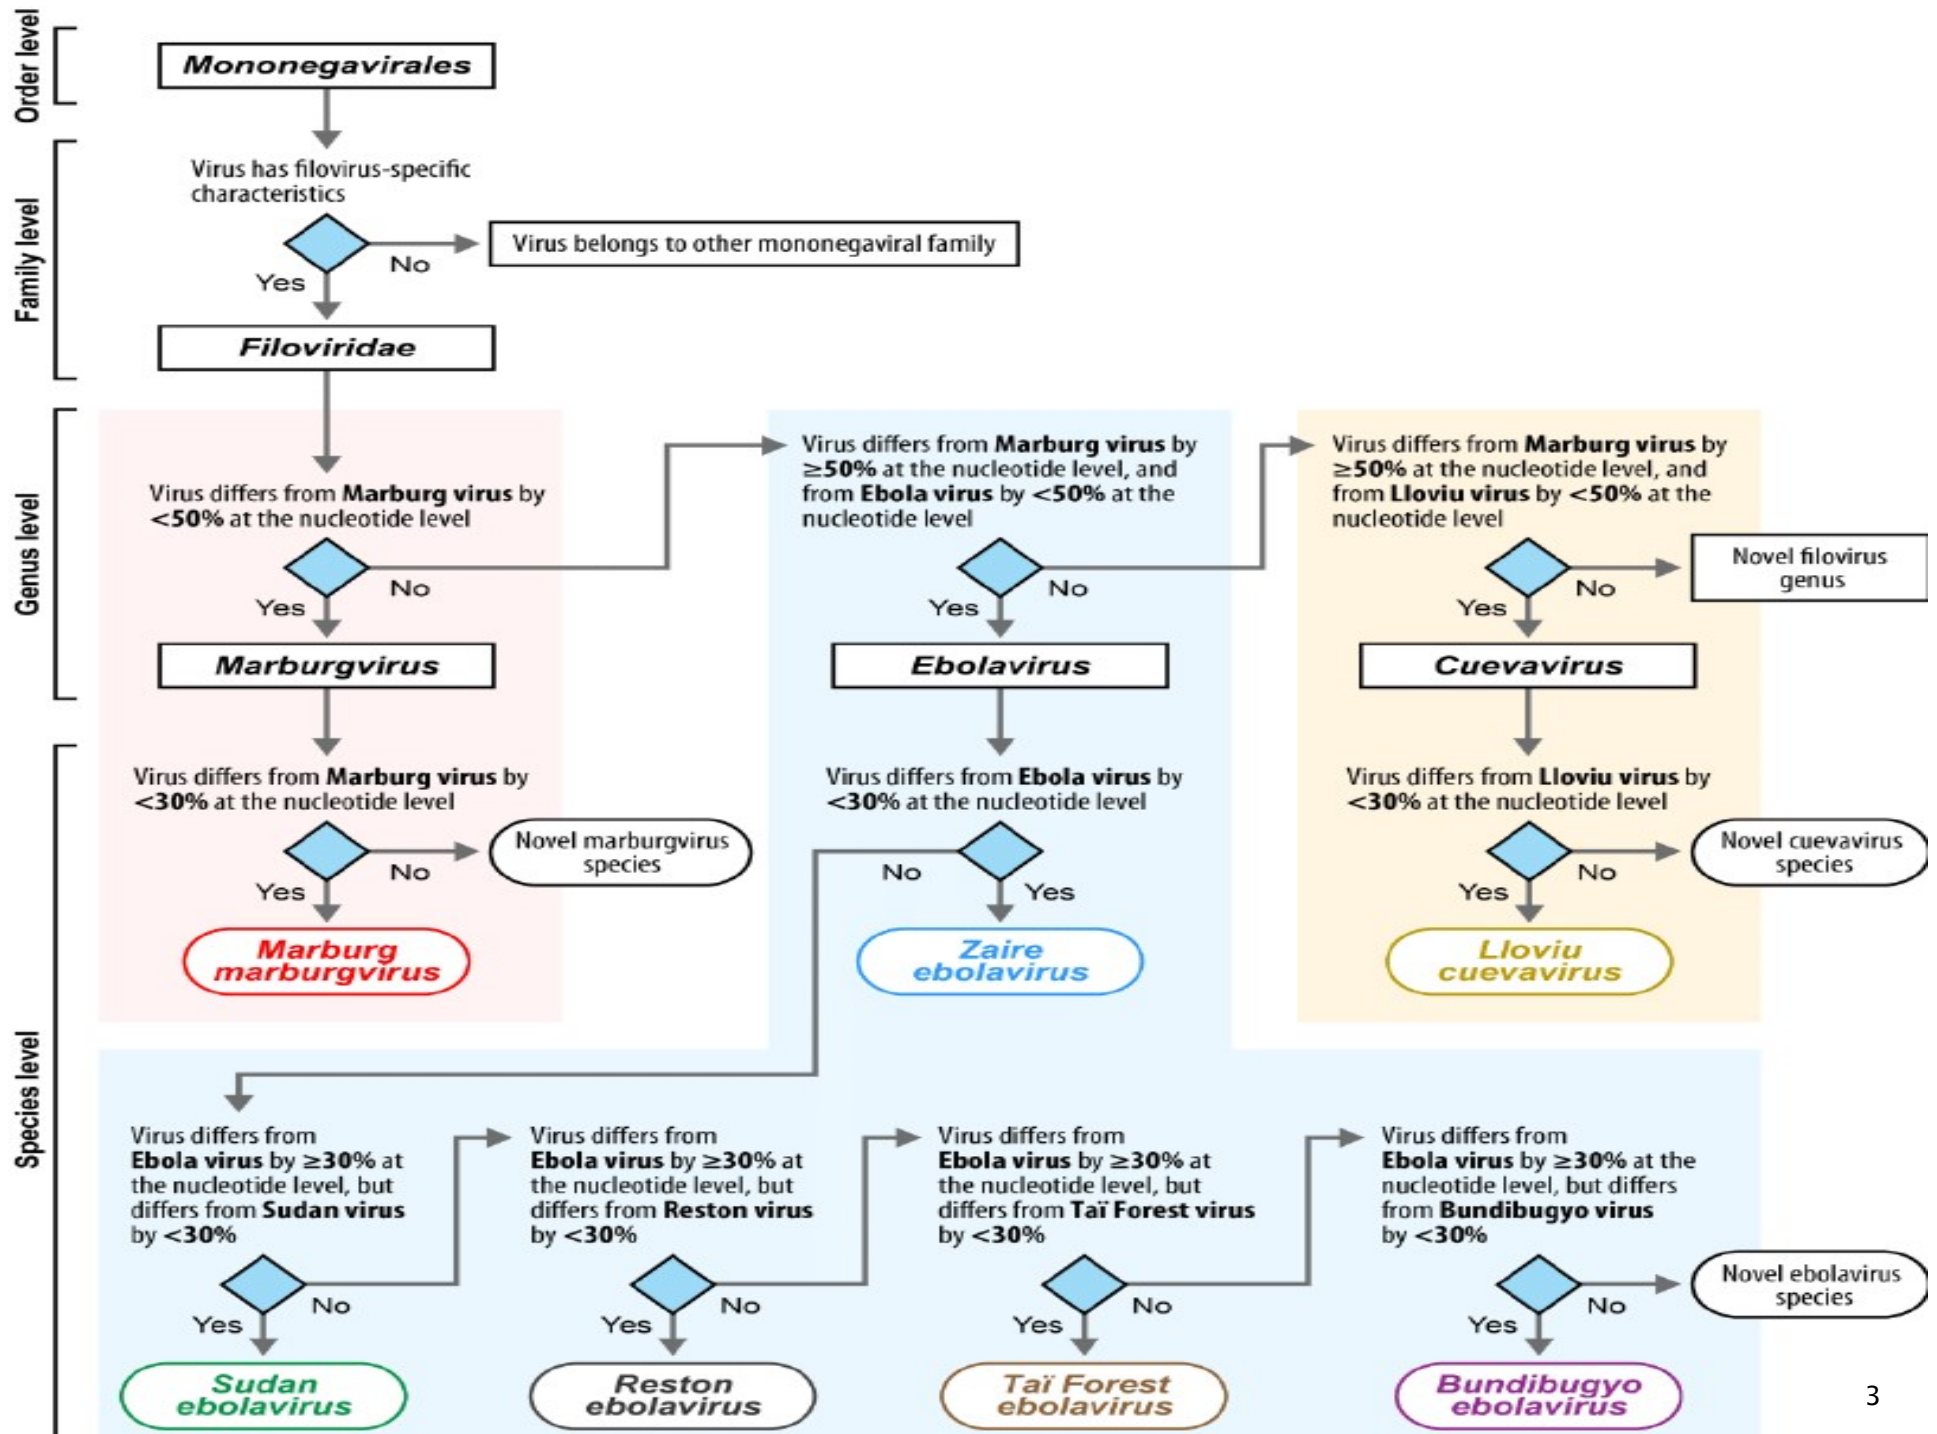 Order level
Mononegavirales
Family level
Virus has filovirus-specific
characteristics
Yes
No
Virus belongs to other mononegaviral family
Filoviridae
Genus level
Virus differs from Marburg virus by
<50% at the nucleotide level
Yes
No
Marburgvirus
Virus differs from Marburg virus by
≥50% at the nucleotide level, and
from Ebola virus by <50% at the
nucleotide level
Yes
No
Ebolavirus
Virus differs from Marburg virus by
≥50% at the nucleotide level, and
from Lloviu virus by <50% at the
nucleotide level
Yes
No
Novel filovirus
genus
Cuevavirus
Species level
Virus differs from Marburg virus by
<30% at the nucleotide level
Yes
No
Novel marburgvirus
species
Marburg
marburgvirus
Virus differs from Ebola virus by
<30% at the nucleotide level
No
Yes
Zaire
ebolavirus
Virus differs from Lloviu virus by
<30% at the nucleotide level
Yes
No
Novel cuevavirus
species
Lloviu
cuevavirus
Virus differs from
Ebola virus by ≥30% at
the nucleotide level, but
differs from Sudan virus
by <30%
Yes
No
Sudan
ebolavirus
Virus differs from
Ebola virus by ≥30% at
the nucleotide level, but
differs from Reston virus
by <30%
Yes
No
Reston
ebolavirus
Virus differs from
Ebola virus by ≥30% at
the nucleotide level, but
differs from Taï Forest virus
by <30%
Yes
No
Taï Forest
ebolavirus
Virus differs from
Ebola virus by ≥30% at the
nucleotide level, but differs
from Bundibugyo virus
by <30%
Yes
No
Novel ebolavirus
species
Bundibugyo
ebolavirus
3